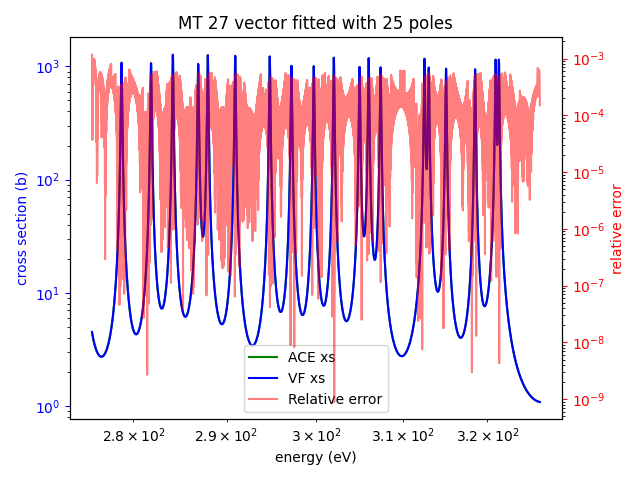 MT 27 vector fitted with 25 poles
10³
10²
10¹
10⁰
cross section (b)
10⁻³
10⁻⁴
10⁻⁵
10⁻⁶
10⁻⁷
10⁻⁸
10⁻⁹
relative error
ACE xs
VF xs
Relative error
2.8 × 10² 2.9 × 10² 3 × 10² 3.1 × 10² 3.2 × 10²
energy (eV)